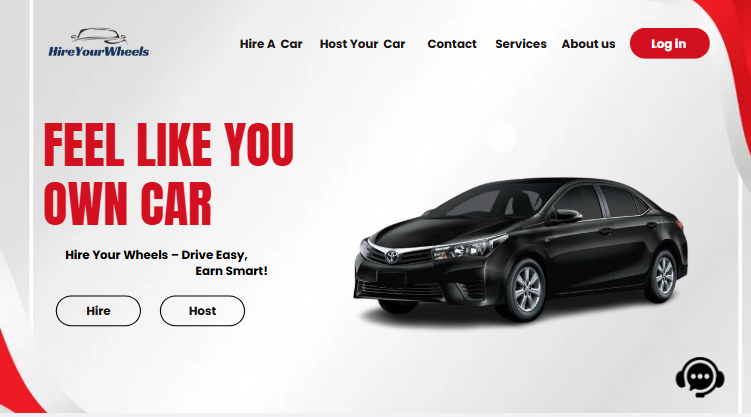 HireYourWheels
Hire A Car
Host Your Car
Contact
Services
About us
Log in
FEEL LIKE YOU
OWN CAR
Hire Your Wheels – Drive Easy,
Earn Smart!
Hire
Host